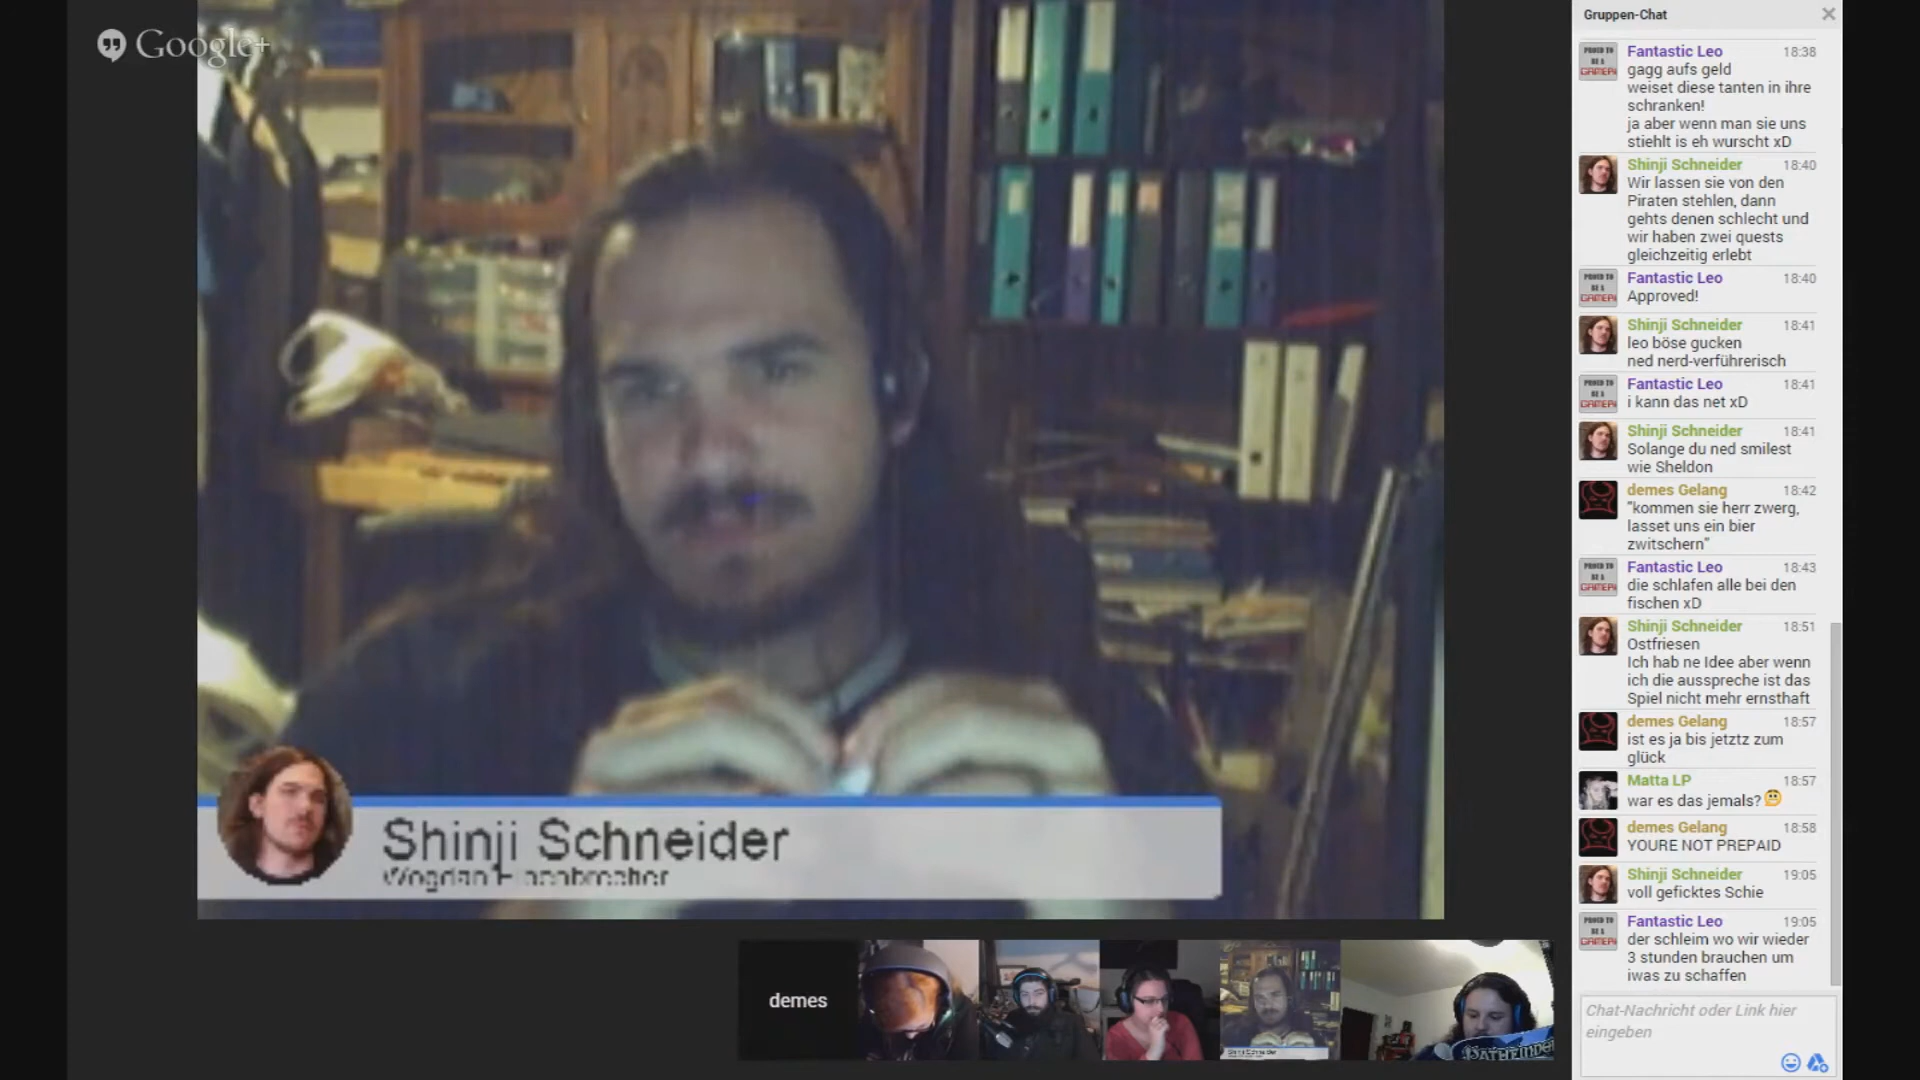 Google+
Shinji Schneider
demes
PATHFINDER
Gruppen-Chat
Fantastic Leo 18:38
gagg aufs geld
weiset diese tanten in ihre
schranken!
ja aber wenn man sie uns
stiehlt is eh wurscht xD
Shinji Schneider 18:40
Wir lassen sie von den
Piraten stehlen, dann
gehts denen schlecht und
wir haben zwei quests
gleichzeitig erlebt
Fantastic Leo 18:40
Approved!
Shinji Schneider 18:41
leo böse gucken
ned nerd-verführerisch
Fantastic Leo 18:41
i kann das net xD
Shinji Schneider 18:41
Solange du ned smilest
wie Sheldon
demes Gelang 18:42
"kommen sie herr zwerg,
lasset uns ein bier
zwitschern"
Fantastic Leo 18:43
die schlafen alle bei den
fischen xD
Shinji Schneider 18:51
Ostfriesen
Ich hab ne Idee aber wenn
ich die ausspreche ist das
Spiel nicht mehr ernsthaft
demes Gelang 18:57
ist es ja bis jetztz zum
glück
Matta LP 18:57
war es das jemals?
demes Gelang 18:58
YOURE NOT PREPAID
Shinji Schneider 19:05
voll geficktes Schie
Fantastic Leo 19:05
der schleim wo wir wieder
3 stunden brauchen um
iwas zu schaffen
Chat-Nachricht oder Link hier
eingeben